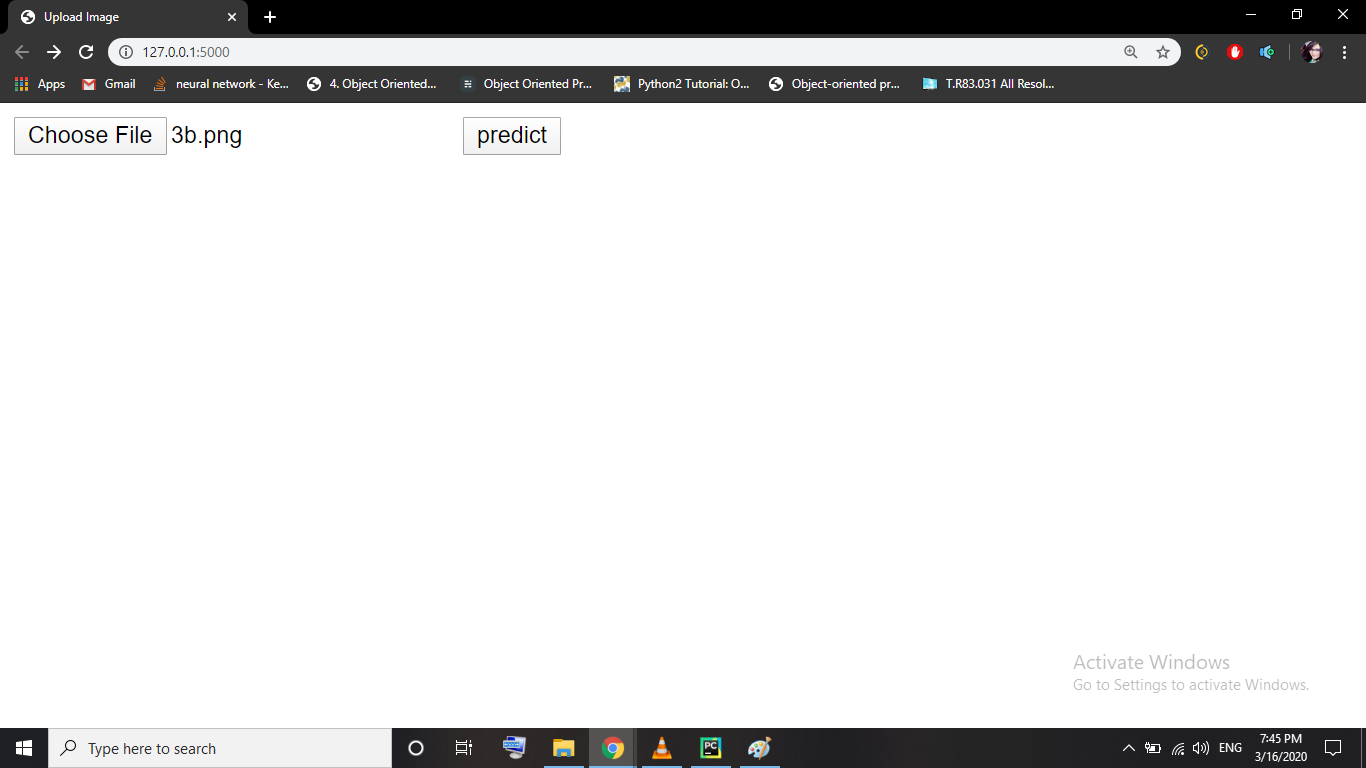 Upload Image
127.0.0.1:5000
Apps Gmail neural network - Ke... 4. Object Oriented... Object Oriented Pr... Python2 Tutorial: O... Object-oriented pr... T.R83.031 All Resol...
Choose File 3b.png predict
Activate Windows
Go to Settings to activate Windows.
Type here to search
PC
ENG
7:45 PM
3/16/2020